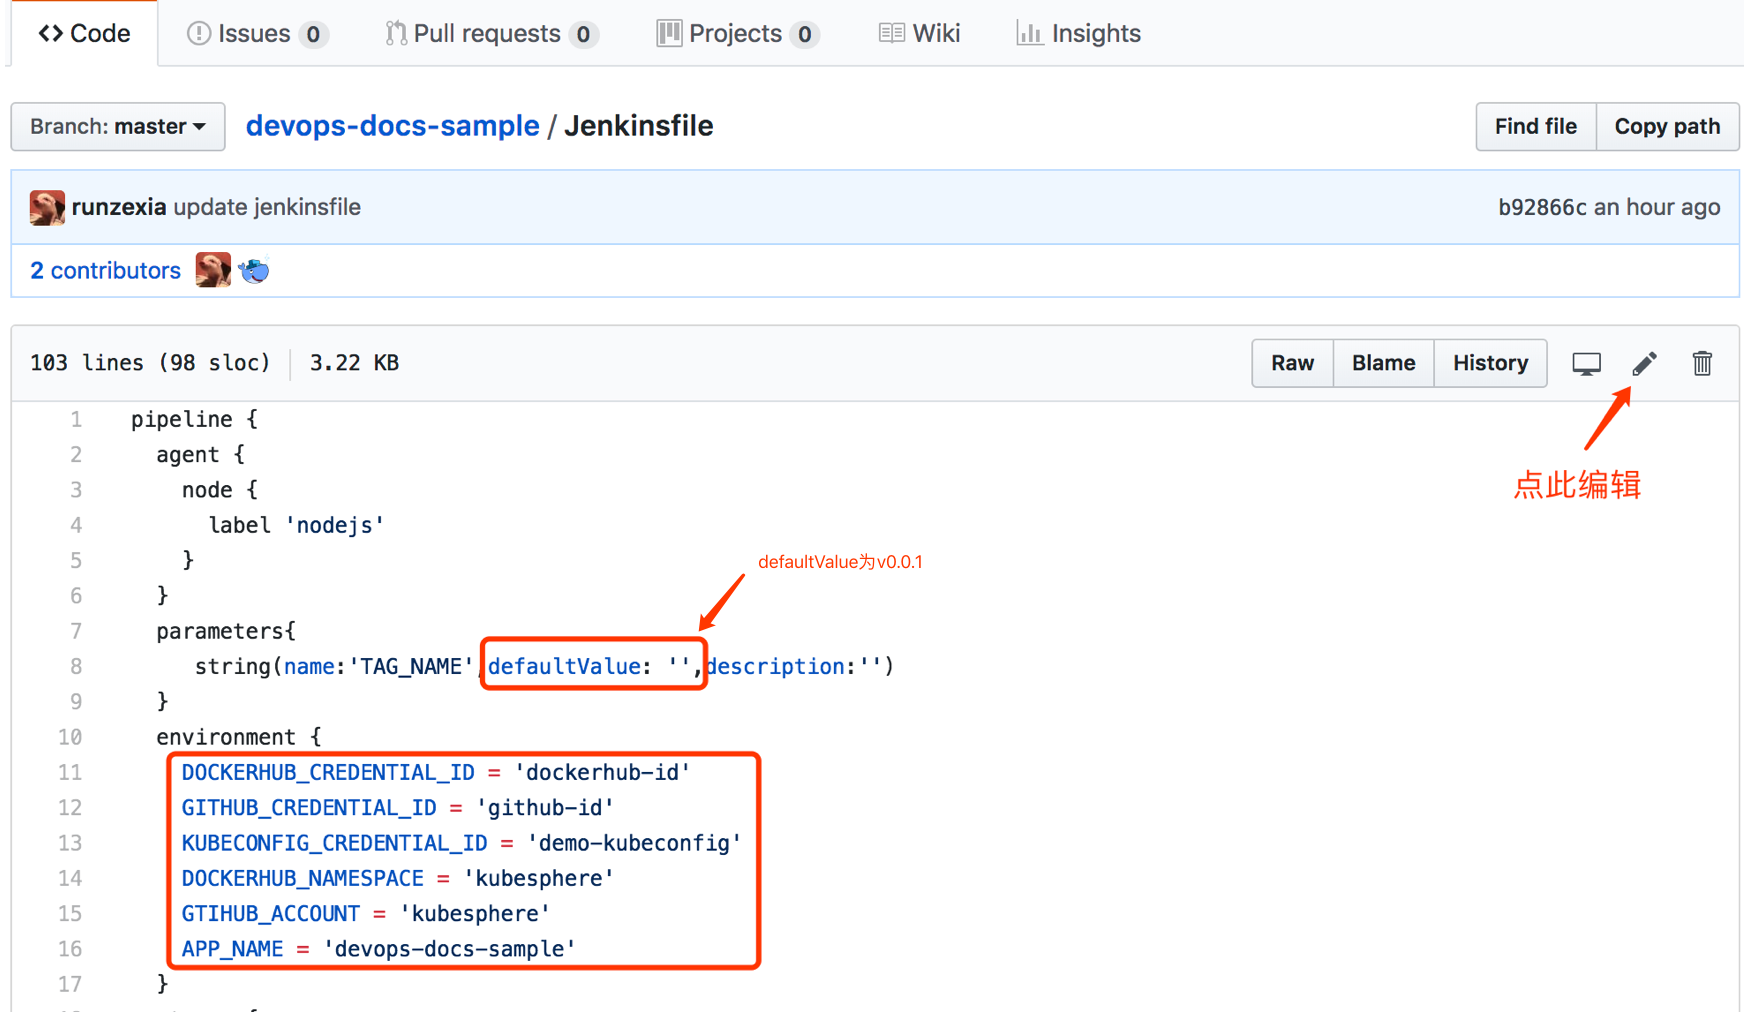 Code Issues 0 Pull requests 0 Projects 0 Wiki Insights
Branch: master devops-docs-sample / Jenkinsfile Find file Copy path
runzexia update jenkinsfile b92866c an hour ago
2 contributors
103 lines (98 sloc) 3.22 KB Raw Blame History
点此编辑
defaultValue为v0.0.1
1 pipeline {
2 agent {
3 node {
4 label 'nodejs'
5 }
6 }
7 parameters{
8 string(name:'TAG_NAME',defaultValue: '',description:'')
9 }
10 environment {
11 DOCKERHUB_CREDENTIAL_ID = 'dockerhub-id'
12 GITHUB_CREDENTIAL_ID = 'github-id'
13 KUBECONFIG_CREDENTIAL_ID = 'demo-kubeconfig'
14 DOCKERHUB_NAMESPACE = 'kubesphere'
15 GTIHUB_ACCOUNT = 'kubesphere'
16 APP_NAME = 'devops-docs-sample'
17 }